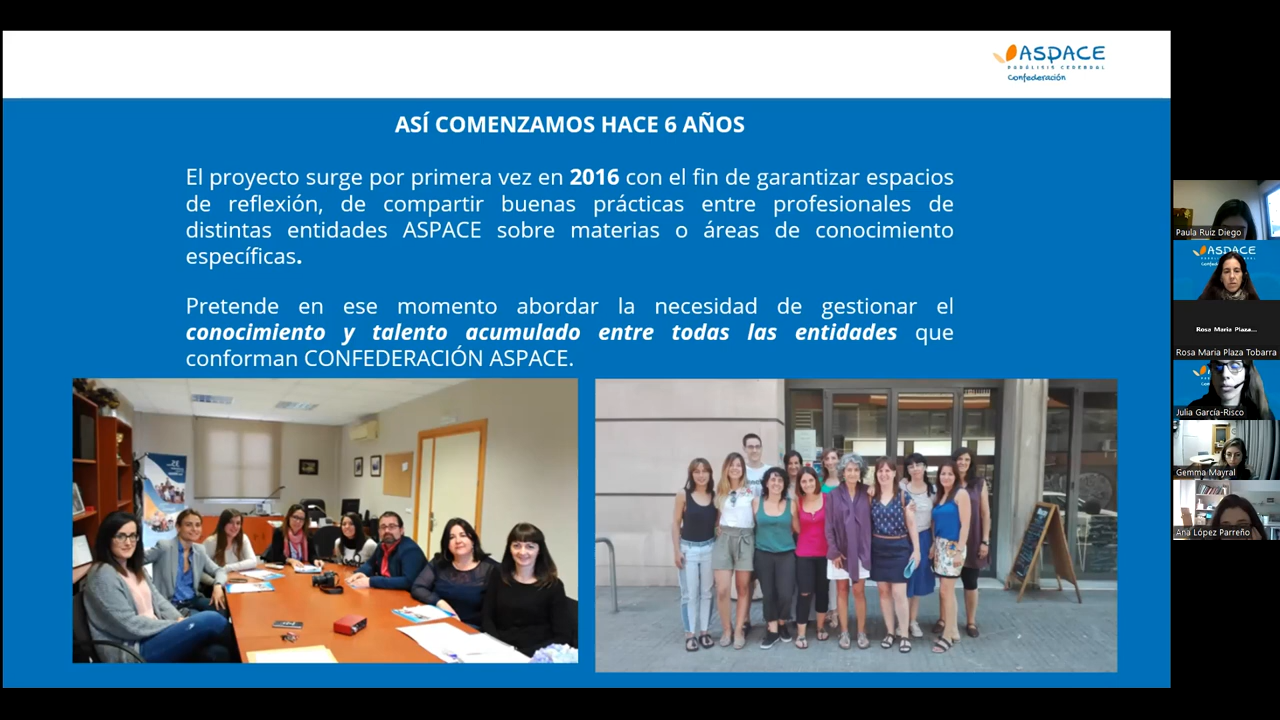 ASPACE
PARÁLISIS CEREBRAL
Confederación
ASÍ COMENZAMOS HACE 6 AÑOS
El proyecto surge por primera vez en 2016 con el fin de garantizar espacios
de reflexión, de compartir buenas prácticas entre profesionales de
distintas entidades ASPACE sobre materias o áreas de conocimiento
específicas.
Pretende en ese momento abordar la necesidad de gestionar el
conocimiento y talento acumulado entre todas las entidades que
conforman CONFEDERACIÓN ASPACE.
Paula Ruiz Diego
ASPACE
Rosa Maria Plaza...
Rosa Maria Plaza Tobarra
Julia García-Risco
Gemma Mayral
Ana López Parreño